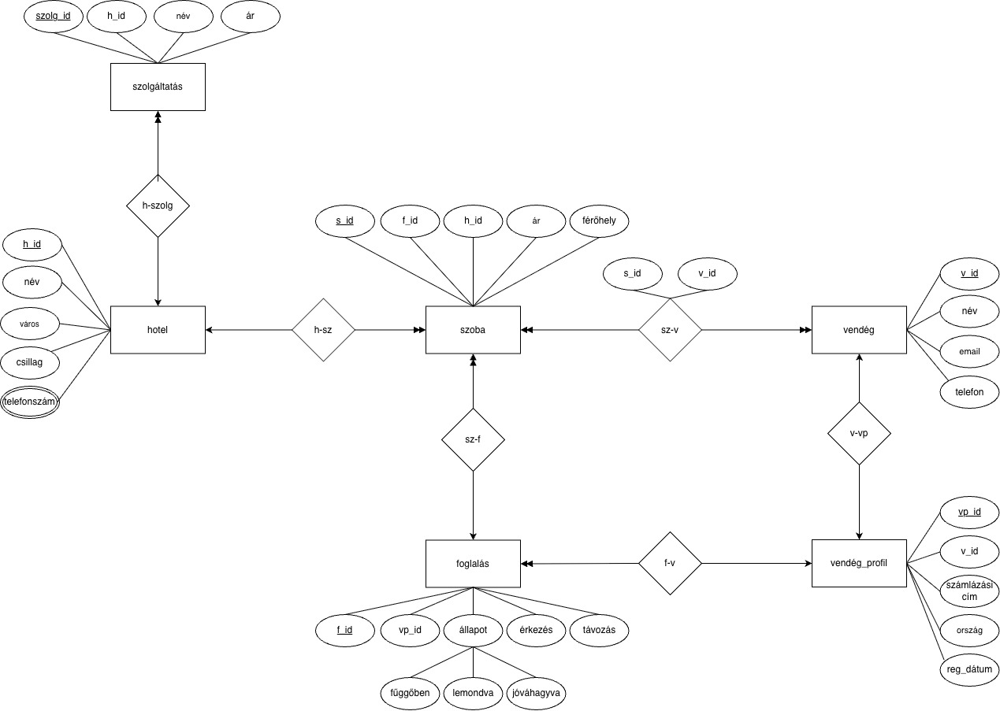 szolg_id
h_id
név
ár
szolgáltatás
h-szolg
h_id
név
város
csillag
telefonszám
hotel
h-sz
s_id
f_id
h_id
ár
férőhely
szoba
s_id
v_id
sz-v
vendég
v_id
név
email
telefon
sz-f
v-vp
foglalás
f-v
vendég_profil
vp_id
v_id
számlázási
cím
ország
reg_dátum
f_id
vp_id
állapot
érkezés
távozás
függőben
lemondva
jóváhagyva